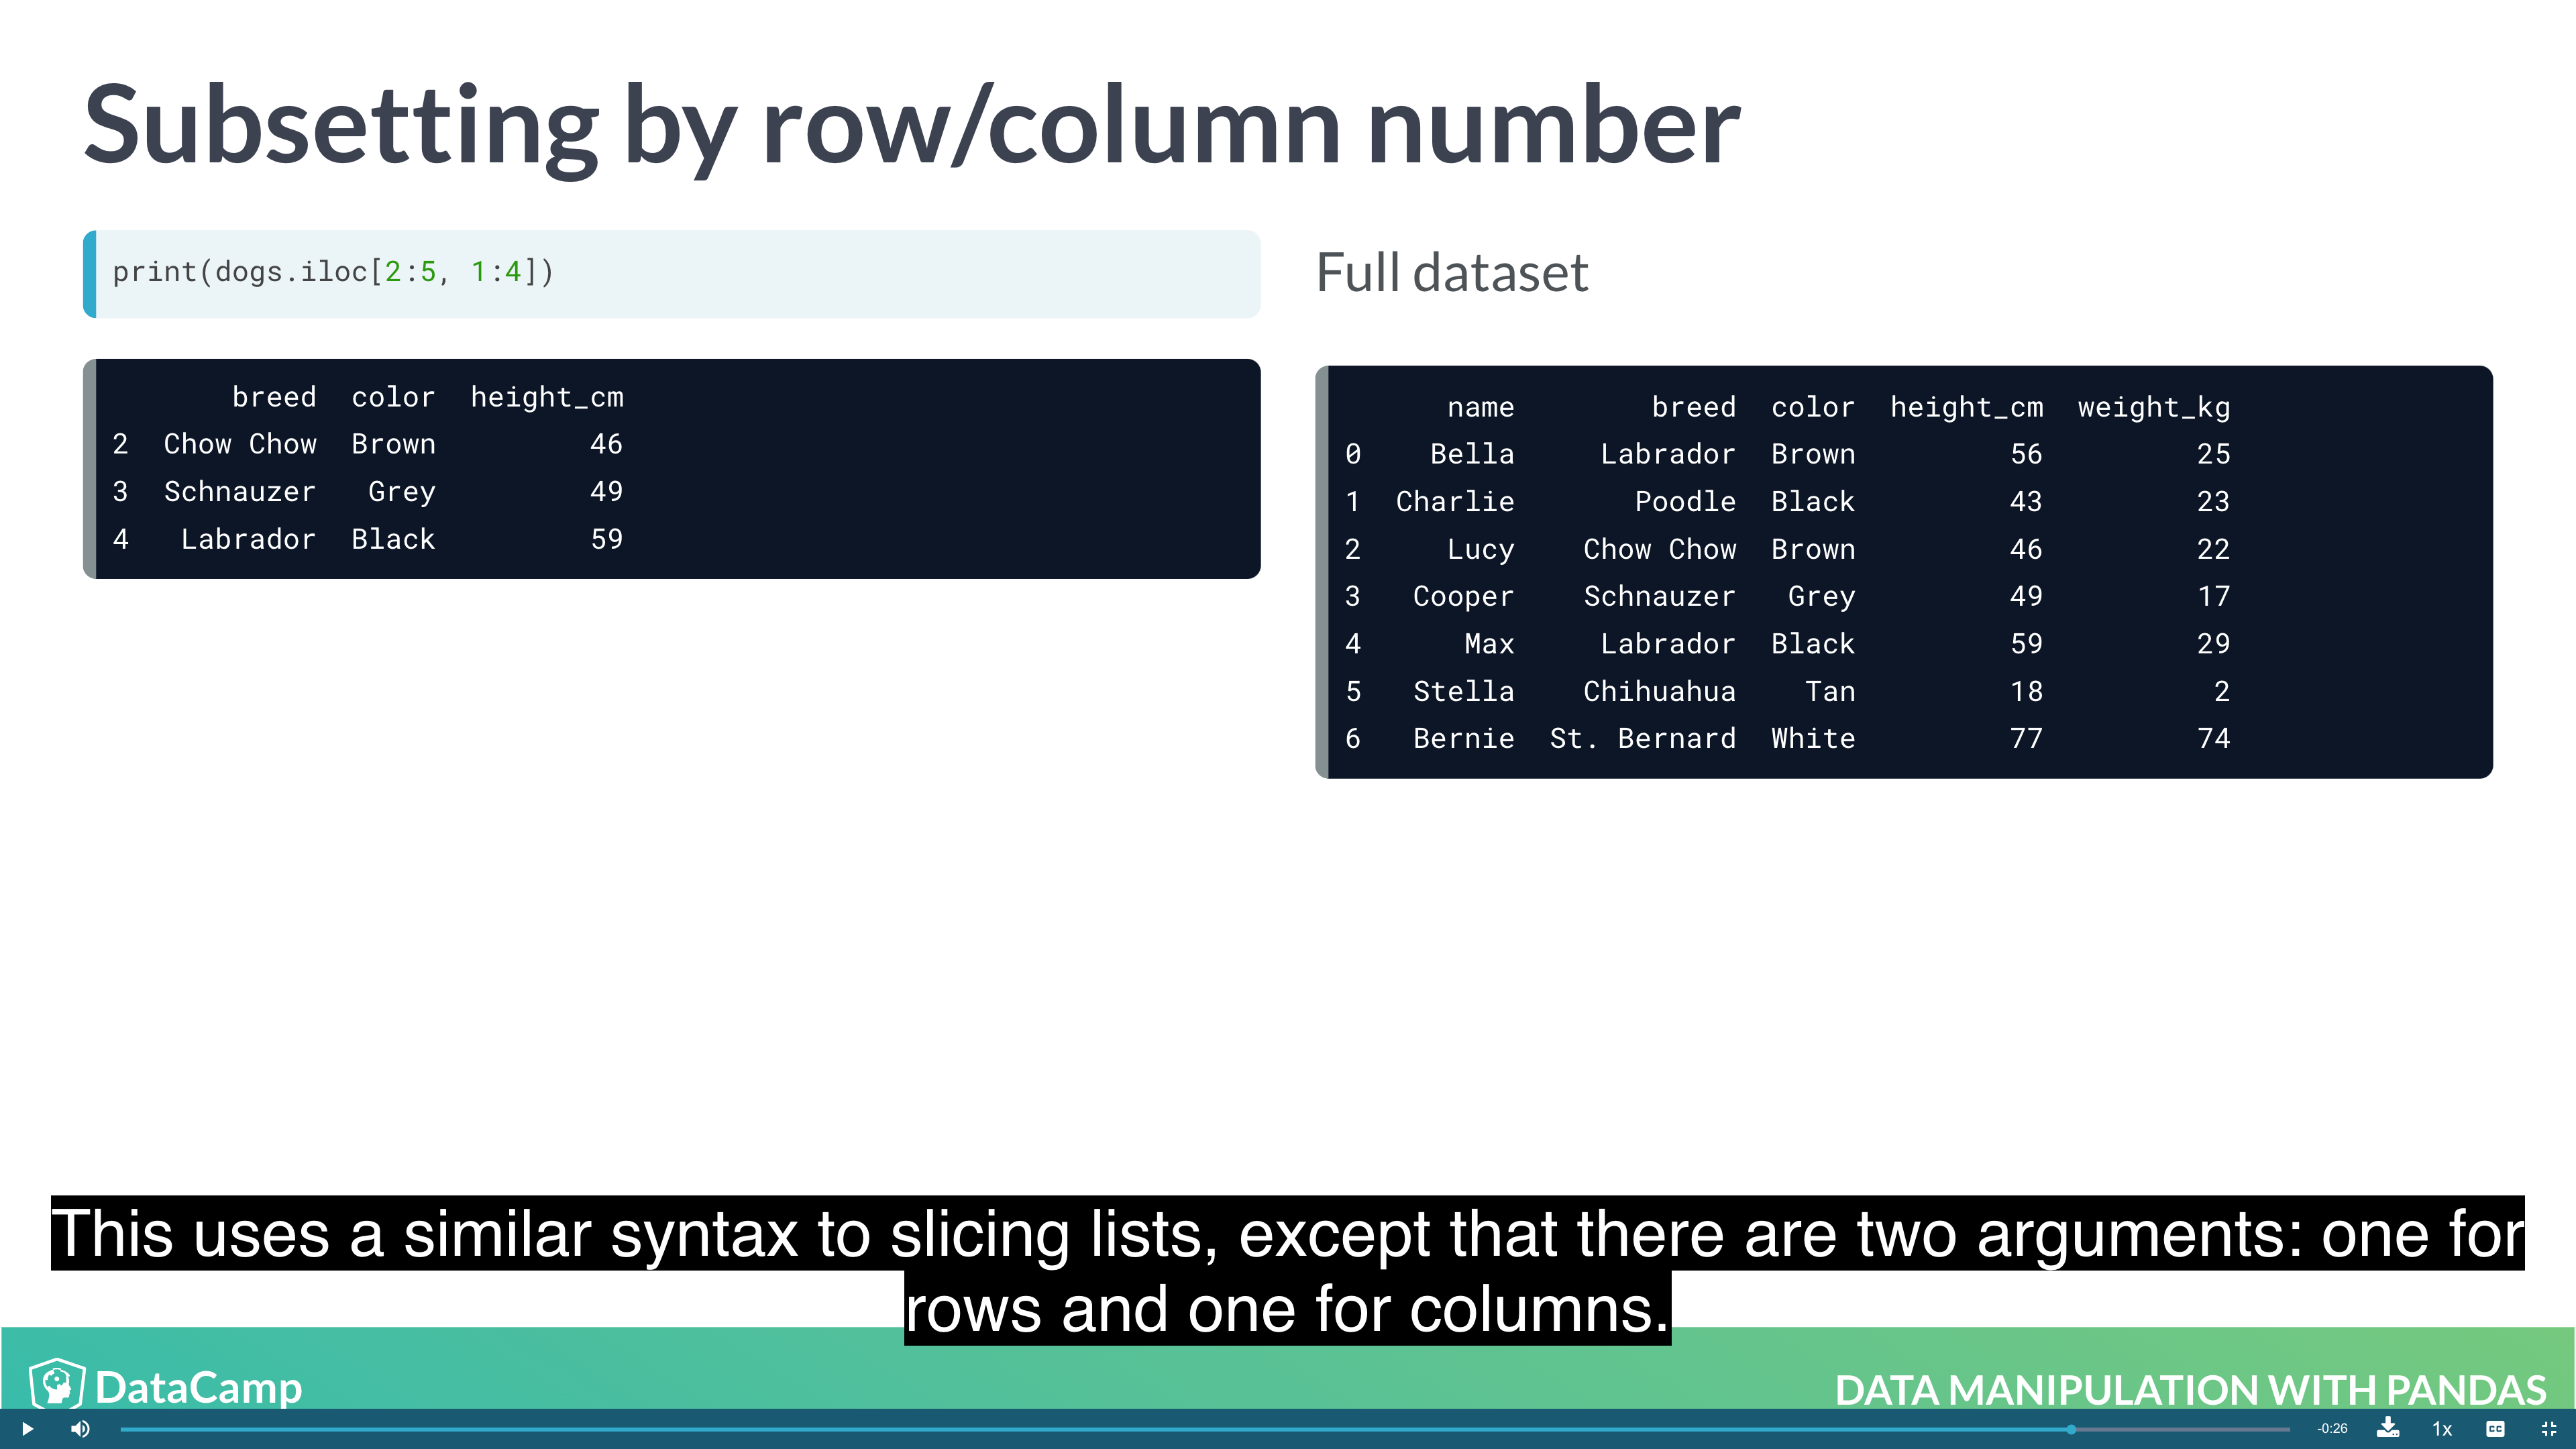 Subsetting by row/column number
print(dogs.iloc[2:5, 1:4])
breed color height_cm
2 Chow Chow Brown 46
3 Schnauzer Grey 49
4 Labrador Black 59
Full dataset
name breed color height_cm weight_kg
0 Bella Labrador Brown 56 25
1 Charlie Poodle Black 43 23
2 Lucy Chow Chow Brown 46 22
3 Cooper Schnauzer Grey 49 17
4 Max Labrador Black 59 29
5 Stella Chihuahua Tan 18 2
6 Bernie St. Bernard White 77 74
This uses a similar syntax to slicing lists, except that there are two arguments: one for
rows and one for columns.
DataCamp
DATA MANIPULATION WITH PANDAS
-0:26
1x
CC